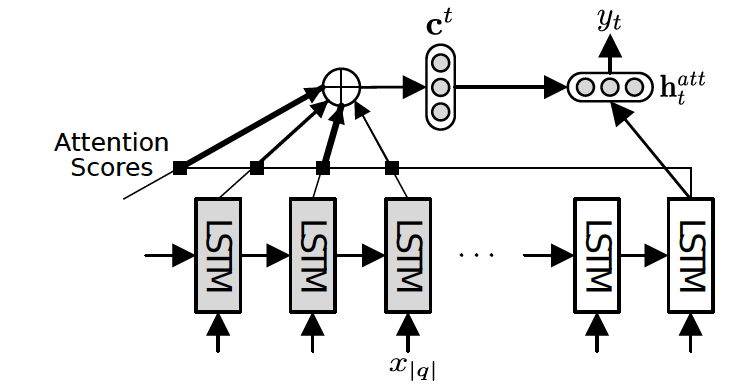 c^t
y_t
h_t^{att}
Attention
Scores
LSTM
LSTM
LSTM
. . .
LSTM
LSTM
x_{|q|}